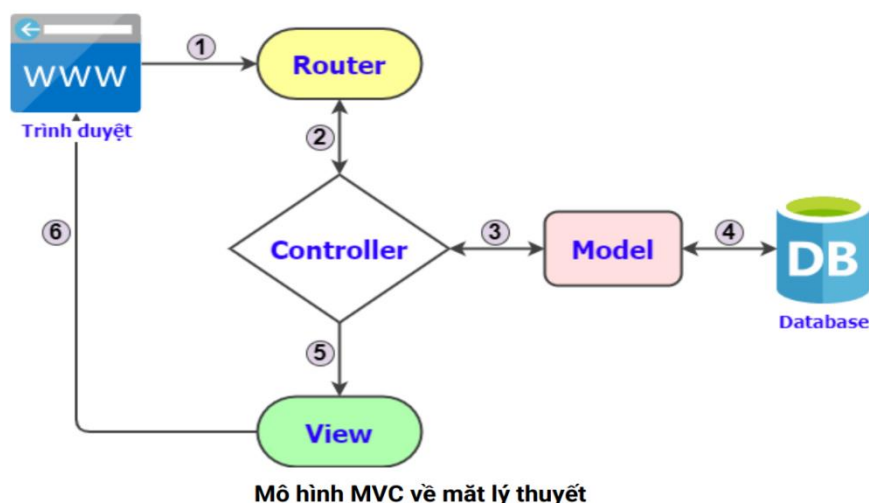 WWW
Trình duyệt
1
Router
2
6
Controller
3
Model
4
DB
Database
5
View
Mô hình MVC về mặt lý thuyết